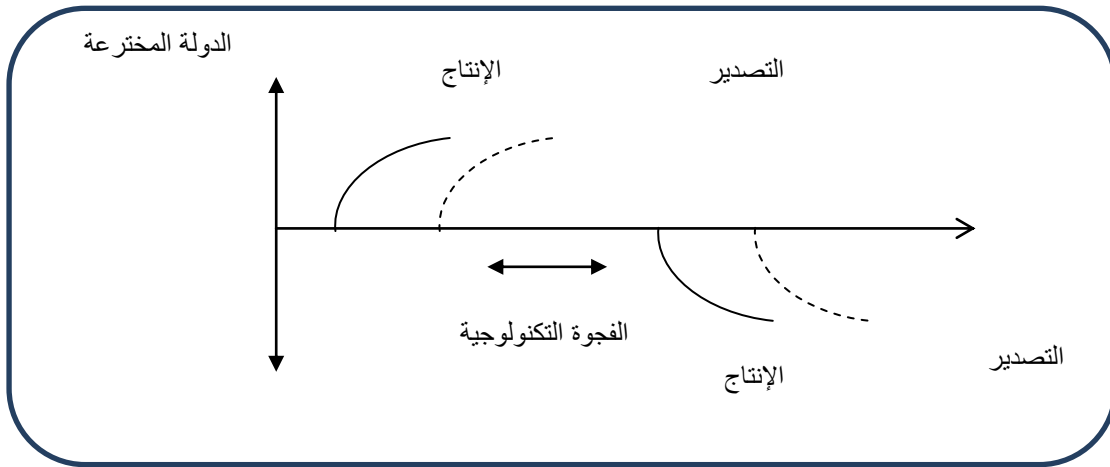 الدولة المخترعة
الإنتاج
التصدير
الفجوة التكنولوجية
الإنتاج
التصدير